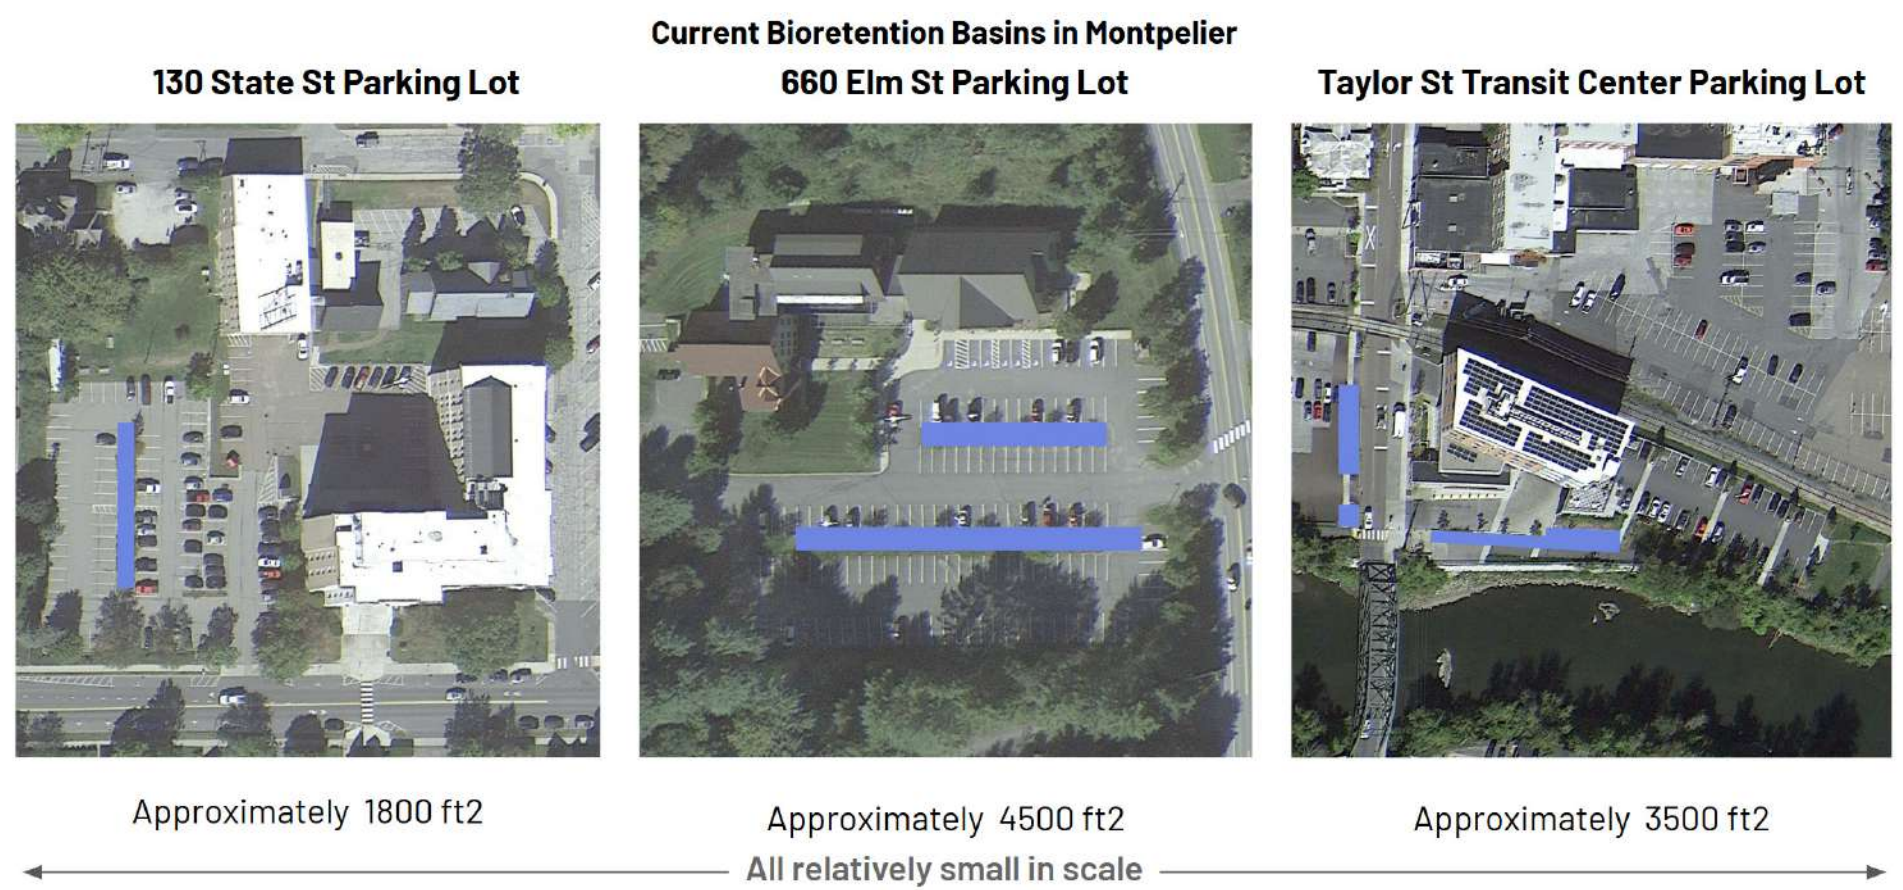 Current Bioretention Basins in Montpelier
130 State St Parking Lot
660 Elm St Parking Lot
Taylor St Transit Center Parking Lot
Approximately 1800 ft2
Approximately 4500 ft2
Approximately 3500 ft2
All relatively small in scale